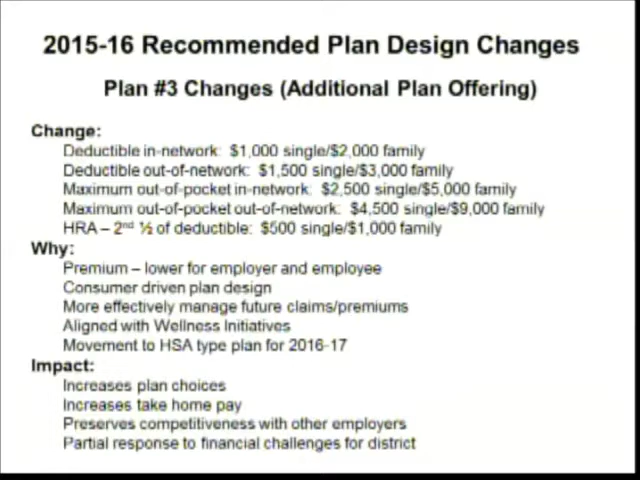 2015-16 Recommended Plan Design Changes
Plan #3 Changes (Additional Plan Offering)
Change:
Deductible in-network: $1,000 single/$2,000 family
Deductible out-of-network: $1,500 single/$3,000 family
Maximum out-of-pocket in-network: $2,500 single/$5,000 family
Maximum out-of-pocket out-of-network: $4,500 single/$9,000 family
HRA – 2nd ½ of deductible: $500 single/$1,000 family
Why:
Premium – lower for employer and employee
Consumer driven plan design
More effectively manage future claims/premiums
Aligned with Wellness Initiatives
Movement to HSA type plan for 2016-17
Impact:
Increases plan choices
Increases take home pay
Preserves competitiveness with other employers
Partial response to financial challenges for district